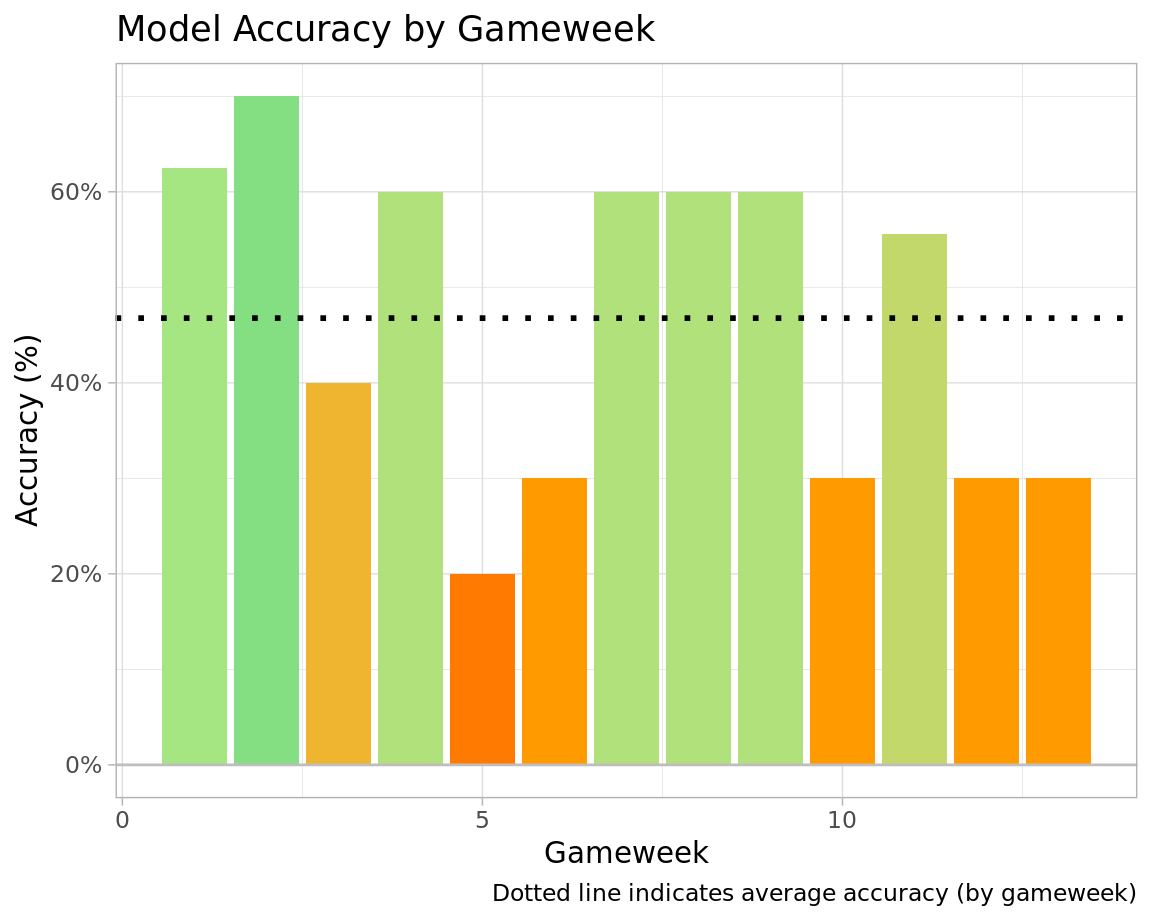 Model Accuracy by Gameweek
Accuracy (%)
60%
40%
20%
0%
0 5 10
Gameweek
Dotted line indicates average accuracy (by gameweek)